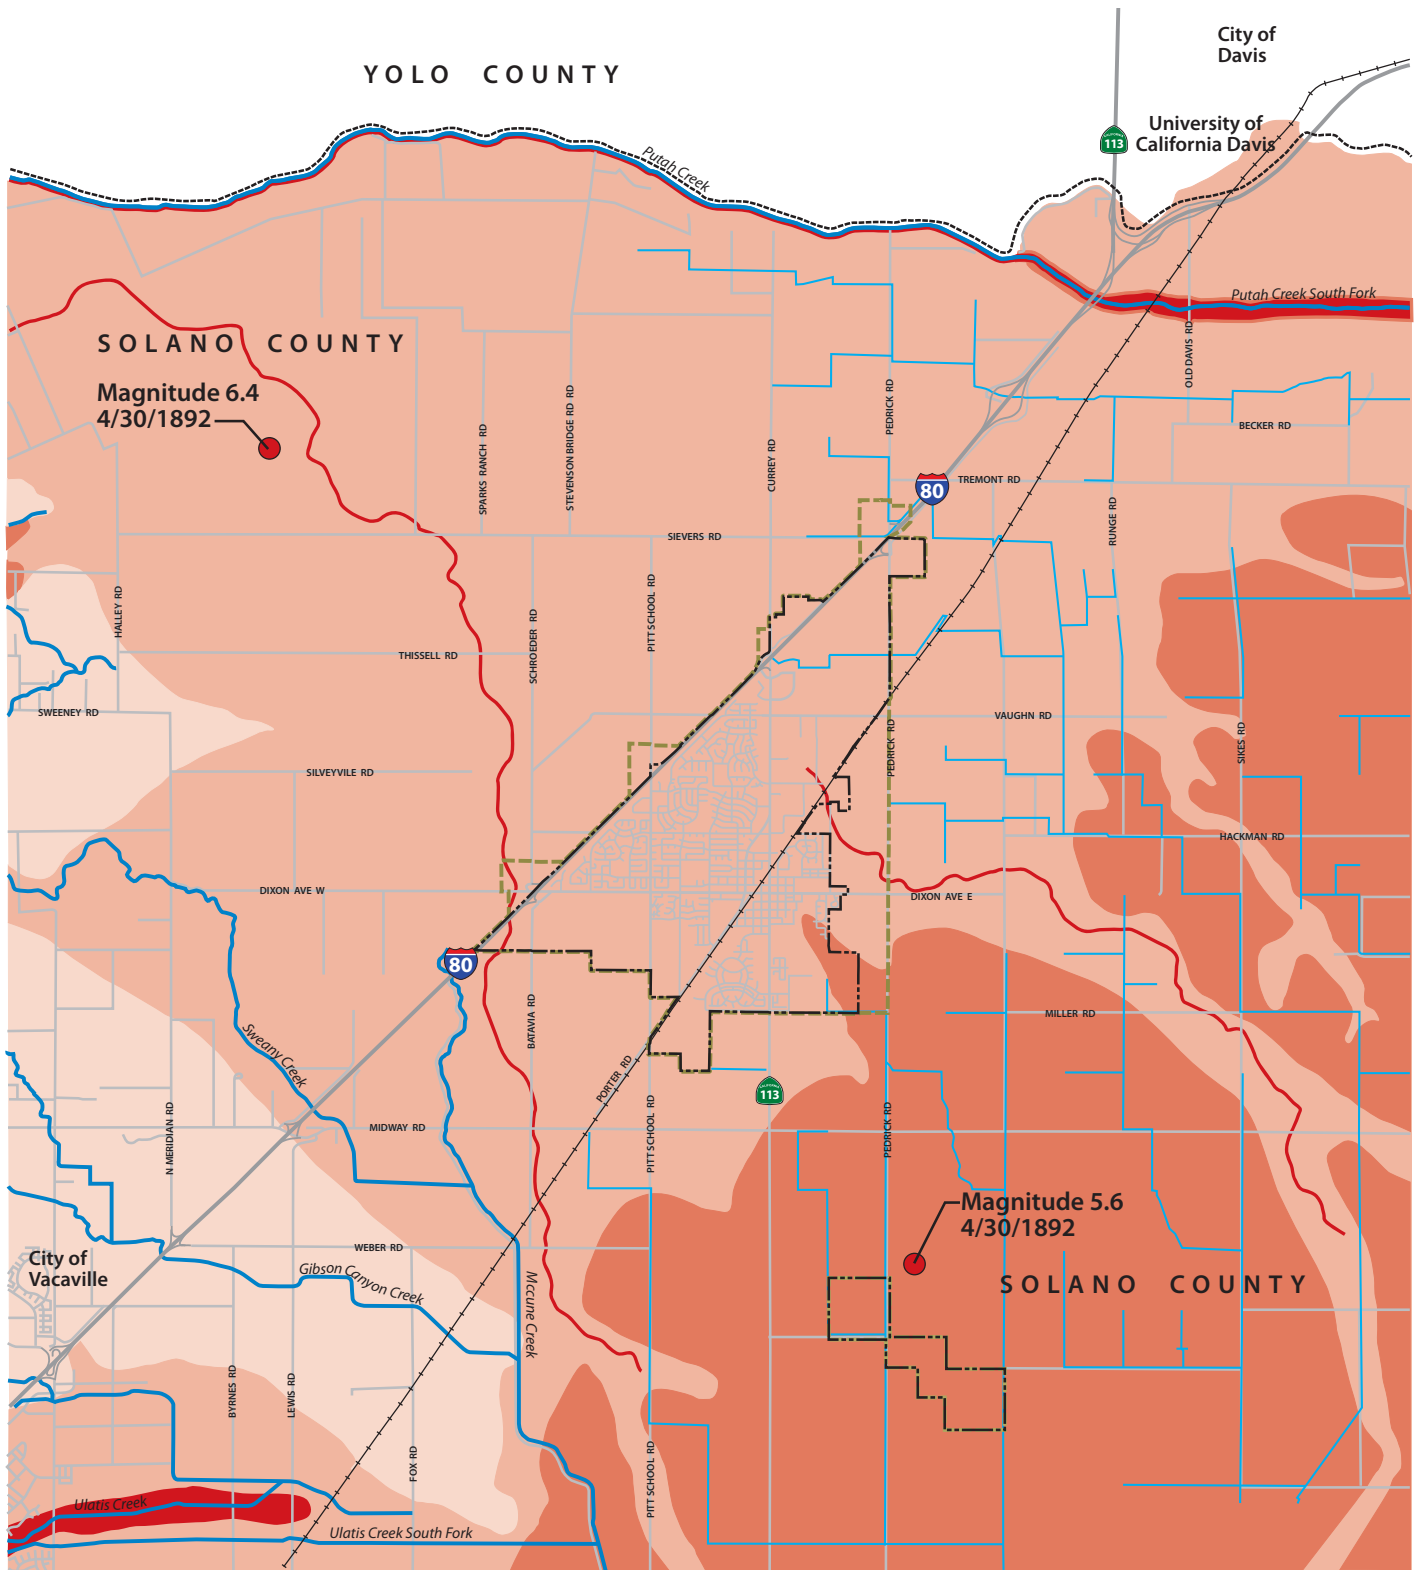 City of
Davis
YOLO COUNTY
CALIFORNIA
113
University of
California Davis
Putah Creek
Putah Creek South Fork
SOLANO COUNTY
Magnitude 6.4
4/30/1892
OLD DAVIS RD
PEDRICK RD
STEVENSON BRIDGE RD RD
SPARKS RANCH RD
CURREY RD
BECKER RD
80
TREMONT RD
RUNGE RD
SIEVERS RD
HALLEY RD
PITT SCHOOL RD
SCHROEDER RD
THISSELL RD
SWEENEY RD
VAUGHN RD
PEDRICK RD
SIKES RD
SILVEYVILE RD
HACKMAN RD
DIXON AVE W
DIXON AVE E
80
BATAVIA RD
MILLER RD
Sweany Creek
PORTER RD
CALIFORNIA
113
N MERIDIAN RD
MIDWAY RD
PITT SCHOOL RD
PEDRICK RD
Magnitude 5.6
4/30/1892
City of
Vacaville
WEBER RD
Gibson Canyon Creek
Mccune Creek
SOLANO COUNTY
BYRNES RD
LEWIS RD
FOX RD
PITT SCHOOL RD
Ulatis Creek
Ulatis Creek South Fork